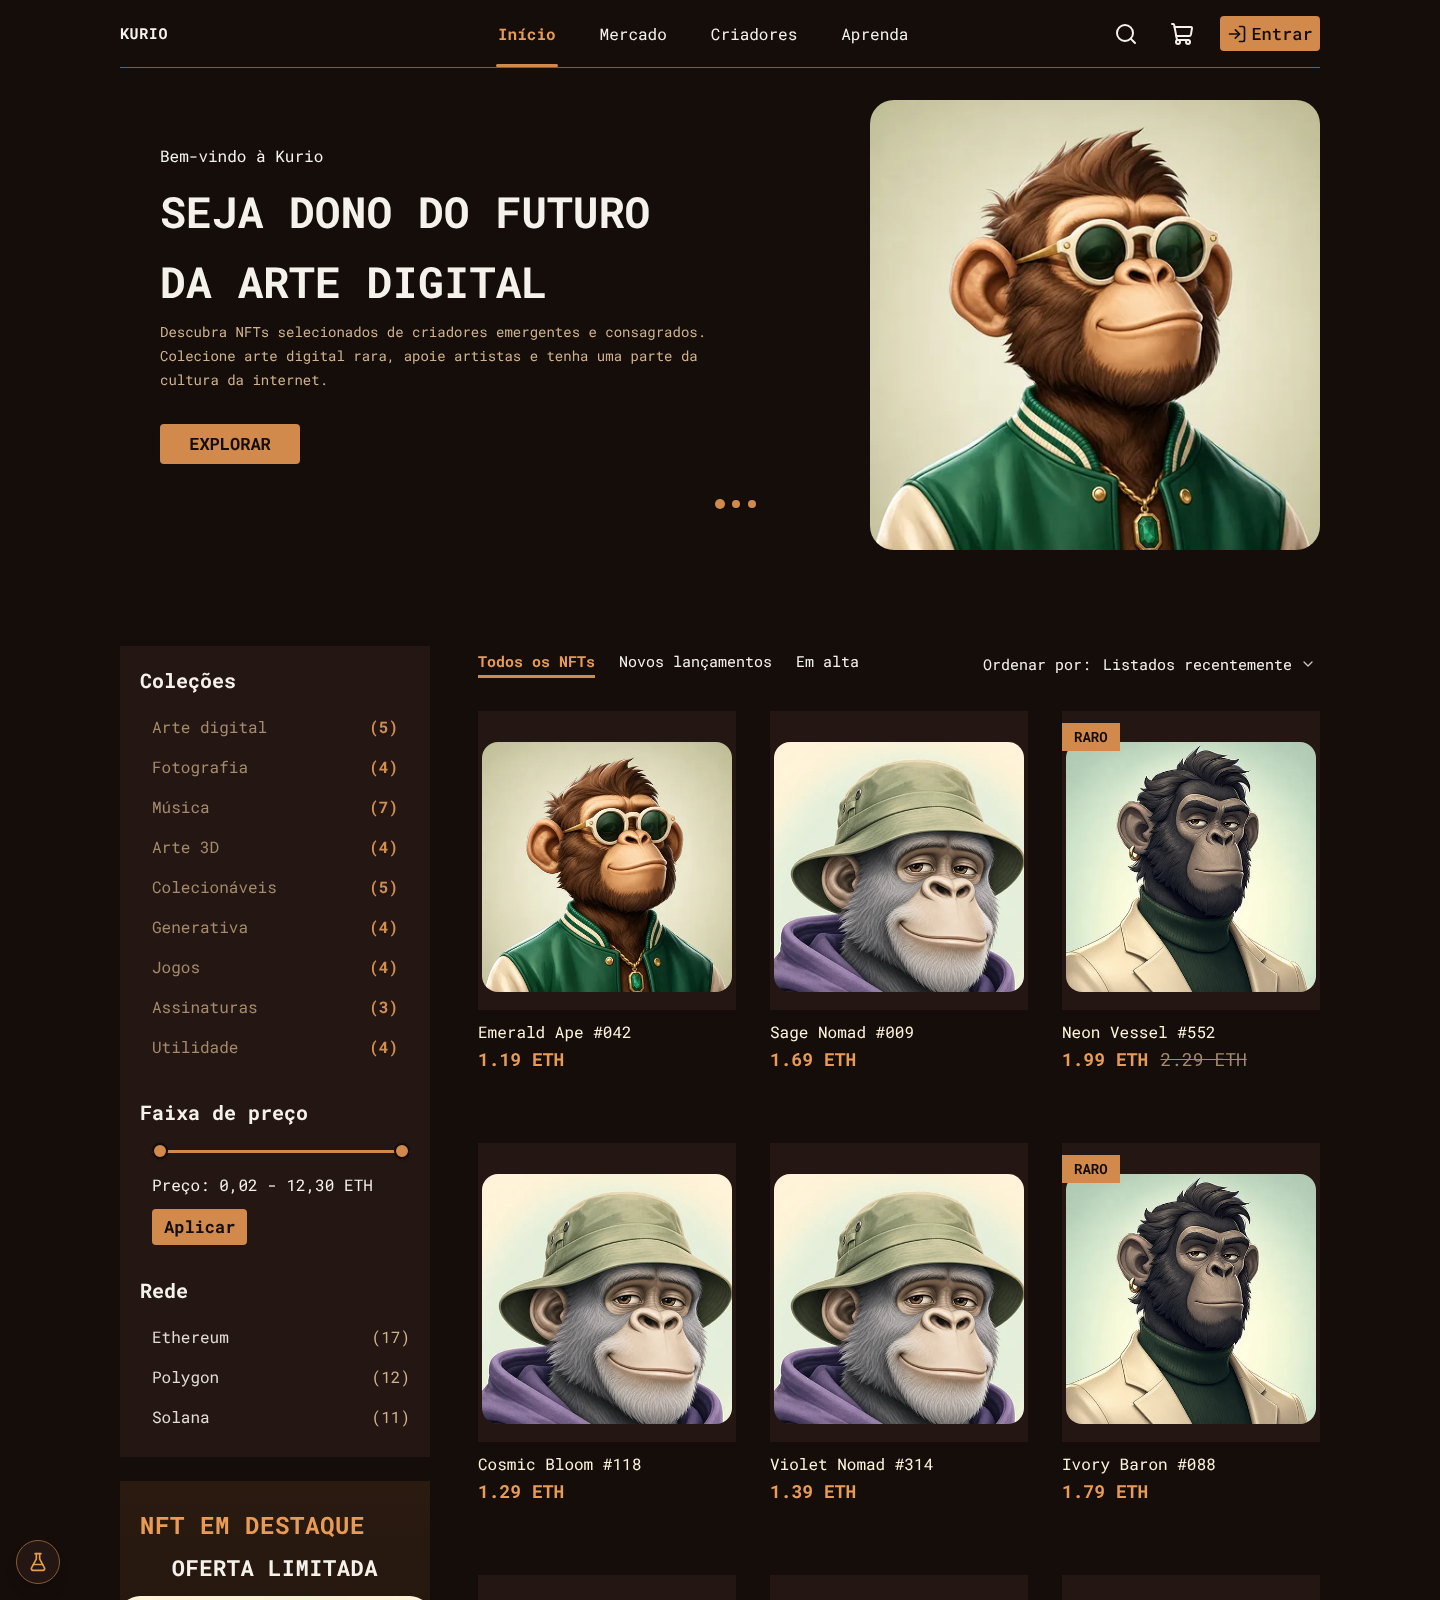 KURIO
Início
Mercado
Criadores
Aprenda
Entrar
Bem-vindo à Kurio
SEJA DONO DO FUTURO
DA ARTE DIGITAL
Descubra NFTs selecionados de criadores emergentes e consagrados.
Colecione arte digital rara, apoie artistas e tenha uma parte da
cultura da internet.
EXPLORAR
Coleções
Arte digital (5)
Fotografia (4)
Música (7)
Arte 3D (4)
Colecionáveis (5)
Generativa (4)
Jogos (4)
Assinaturas (3)
Utilidade (4)
Faixa de preço
Preço: 0,02 - 12,30 ETH
Aplicar
Rede
Ethereum (17)
Polygon (12)
Solana (11)
NFT EM DESTAQUE
OFERTA LIMITADA
Todos os NFTs
Novos lançamentos
Em alta
Ordenar por: Listados recentemente
Emerald Ape #042
1.19 ETH
Sage Nomad #009
1.69 ETH
RARO
Neon Vessel #552
1.99 ETH 2.29 ETH
Cosmic Bloom #118
1.29 ETH
Violet Nomad #314
1.39 ETH
RARO
Ivory Baron #088
1.79 ETH